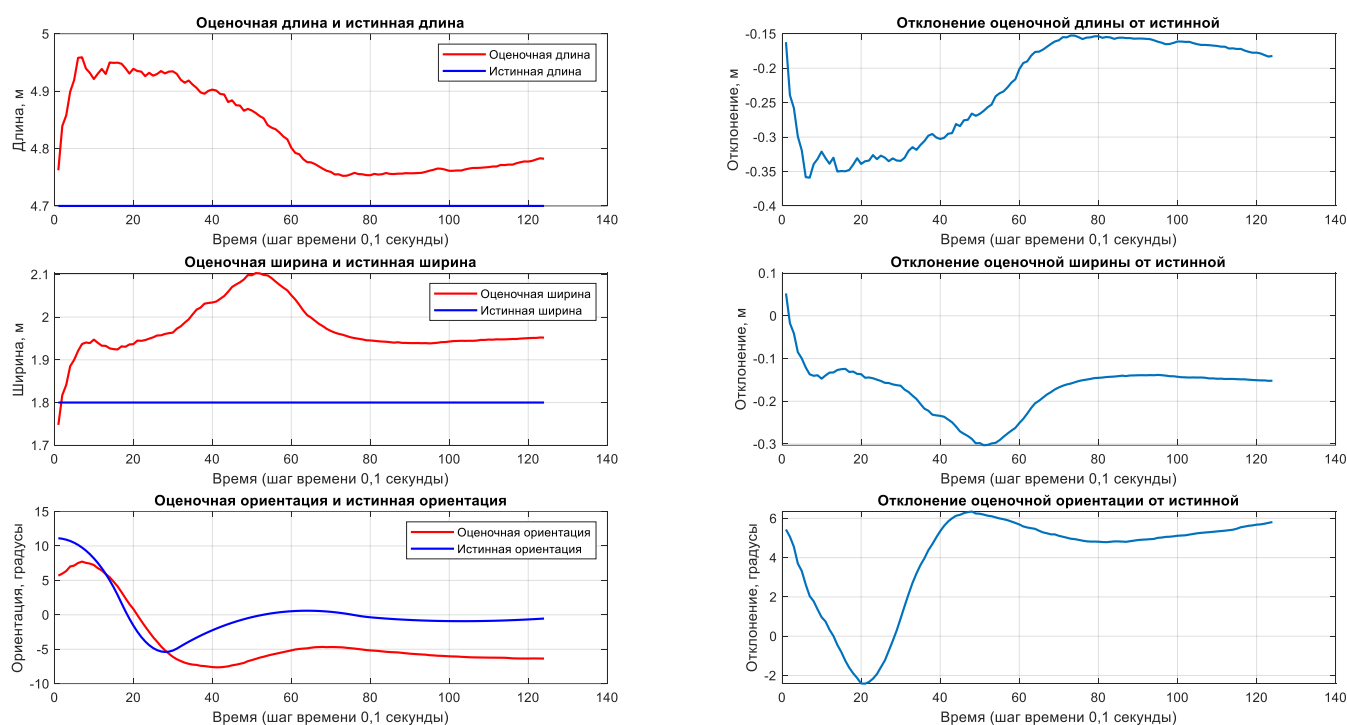 Оценочная длина и истинная длина
5
4.9
4.8
4.7
Длина, м
Оценочная длина
Истинная длина
0 20 40 60 80 100 120 140
Время (шаг времени 0,1 секунды)
Отклонение оценочной длины от истинной
-0.15
-0.2
-0.25
-0.3
-0.35
-0.4
Отклонение, м
0 20 40 60 80 100 120 140
Время (шаг времени 0,1 секунды)
Оценочная ширина и истинная ширина
2.1
2
1.9
1.8
1.7
Ширина, м
Оценочная ширина
Истинная ширина
0 20 40 60 80 100 120 140
Время (шаг времени 0,1 секунды)
Отклонение оценочной ширины от истинной
0.1
0
-0.1
-0.2
-0.3
Отклонение, м
0 20 40 60 80 100 120 140
Время (шаг времени 0,1 секунды)
Оценочная ориентация и истинная ориентация
15
10
5
0
-5
-10
Ориентация, градусы
Оценочная ориентация
Истинная ориентация
0 20 40 60 80 100 120 140
Время (шаг времени 0,1 секунды)
Отклонение оценочной ориентации от истинной
6
4
2
0
-2
Отклонение, градусы
0 20 40 60 80 100 120 140
Время (шаг времени 0,1 секунды)